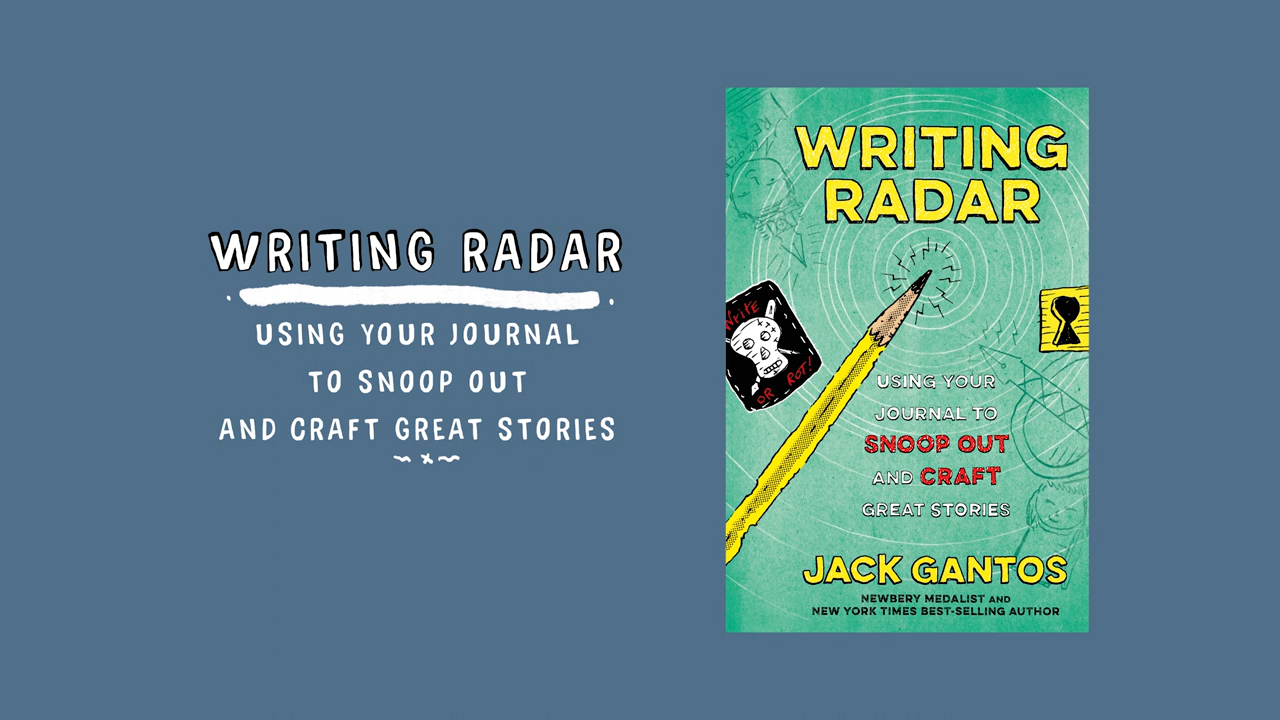 WRITING RADAR
USING YOUR JOURNAL
TO SNOOP OUT
AND CRAFT GREAT STORIES
WRITING
RADAR
WRITE
OR ROT!
USING YOUR
JOURNAL TO
SNOOP OUT
AND CRAFT
GREAT STORIES
JACK GANTOS
NEWBERY MEDALIST AND
NEW YORK TIMES BEST-SELLING AUTHOR